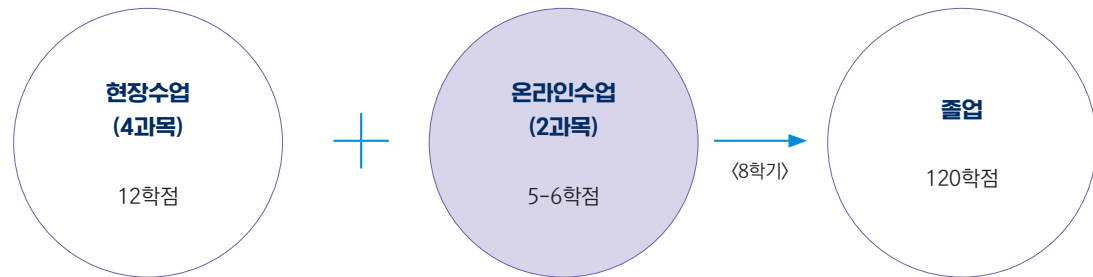 현장수업
(4과목)
12학점
온라인수업
(2과목)
5-6학점
〈8학기〉
졸업
120학점